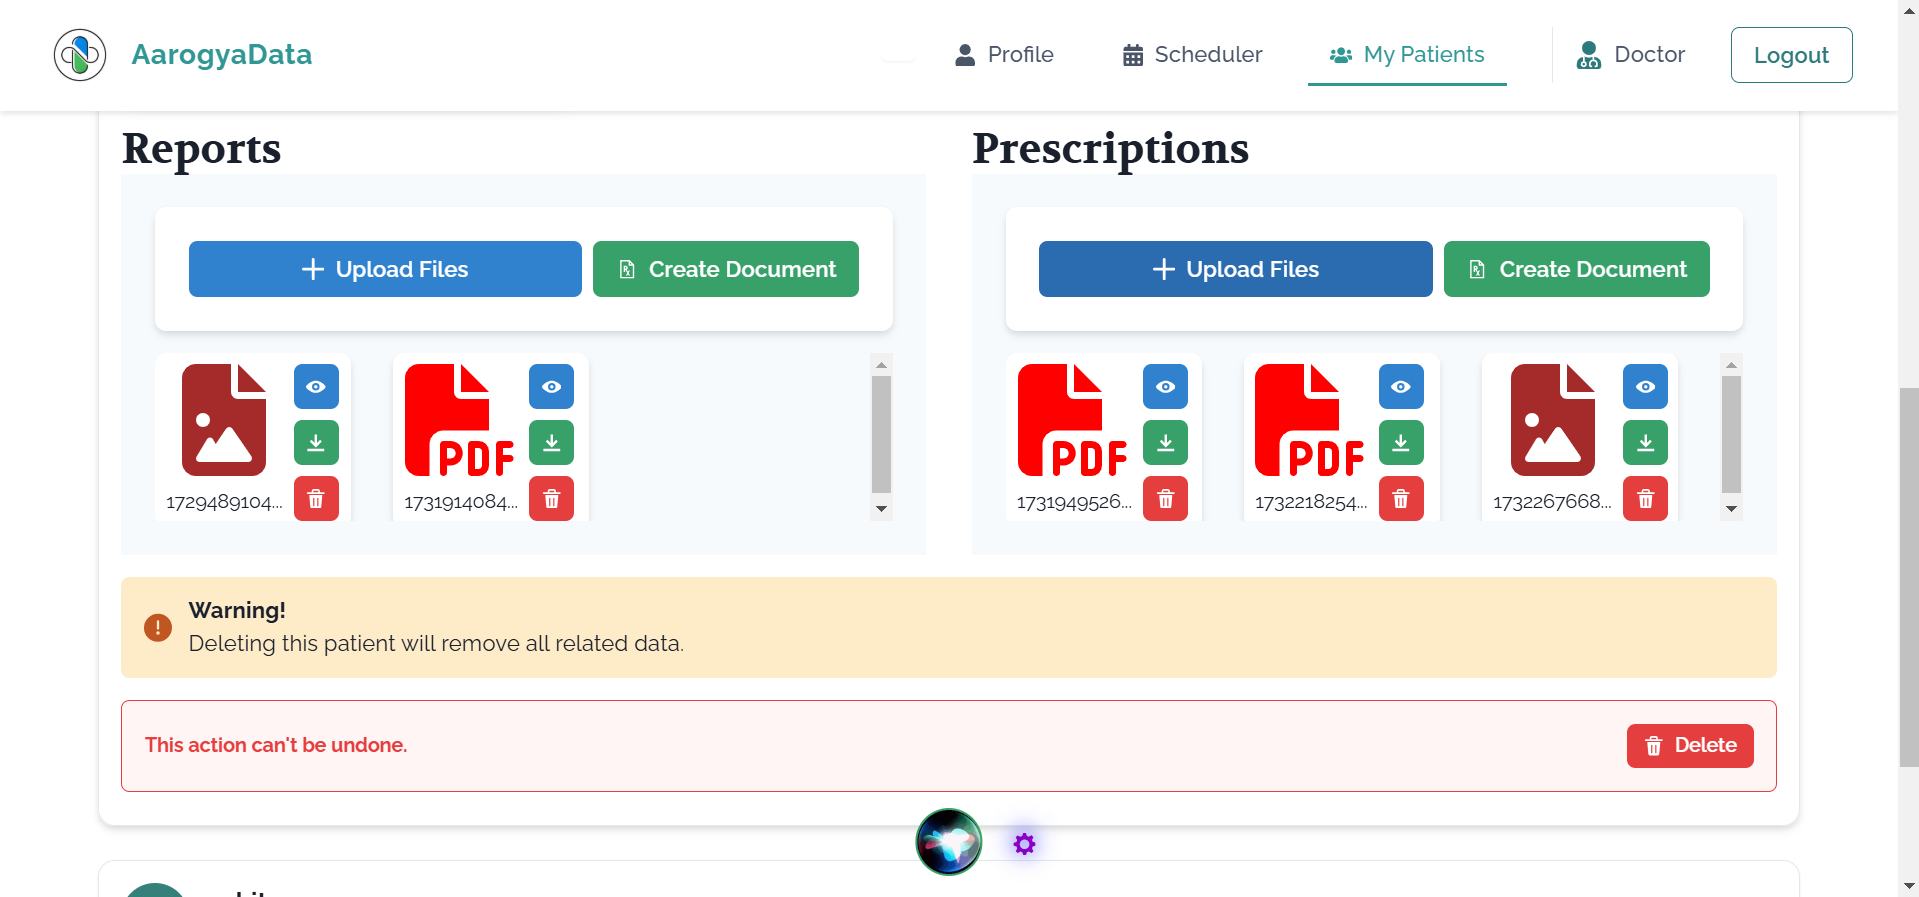 AarogyaData
Profile
Scheduler
My Patients
Doctor
Logout
Reports
Upload Files
Create Document
PDF
1729489104...
1731914084...
Prescriptions
Upload Files
Create Document
PDF
PDF
1731949526...
1732218254...
1732267668...
Warning!
Deleting this patient will remove all related data.
This action can't be undone.
Delete